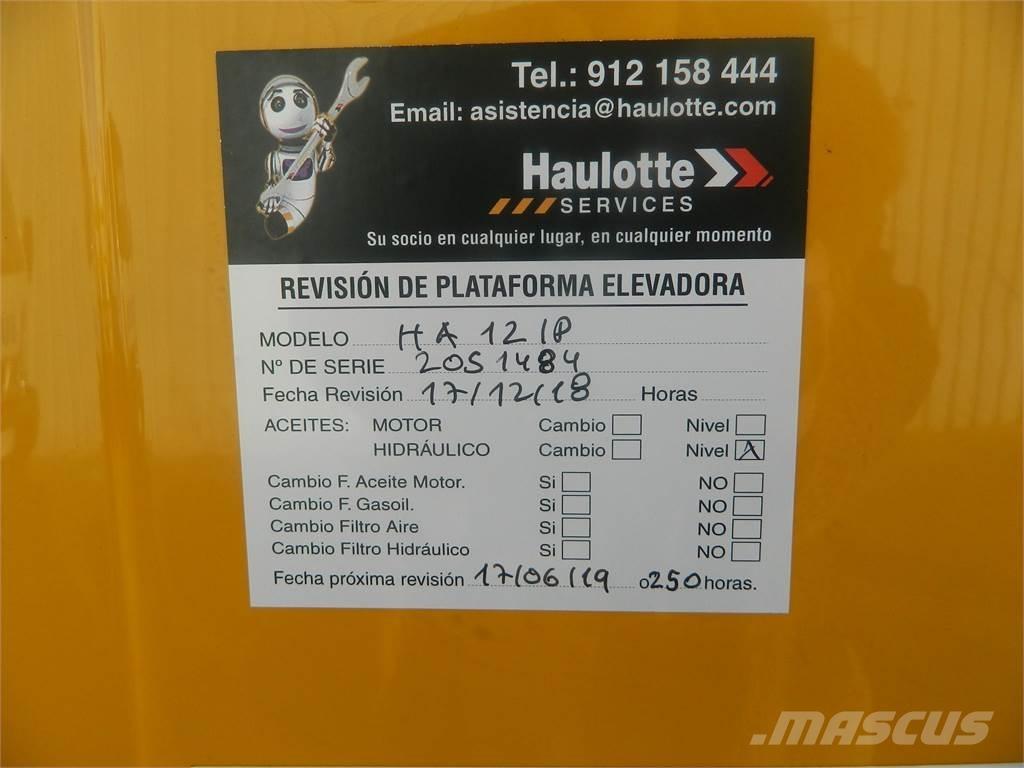 Tel.: 912 158 444
Email: asistencia@haulotte.com
Haulotte
SERVICES
Su socio en cualquier lugar, en cualquier momento
REVISIÓN DE PLATAFORMA ELEVADORA
MODELO HA 12 IP
Nº DE SERIE 2051484
Fecha Revisión 17/12/18 Horas
ACEITES: MOTOR Cambio Nivel
HIDRÁULICO Cambio Nivel
Cambio F. Aceite Motor. Si NO
Cambio F. Gasoil. Si NO
Cambio Filtro Aire Si NO
Cambio Filtro Hidráulico Si NO
Fecha próxima revisión 17/06/19 o 250 horas.
.MASCUS